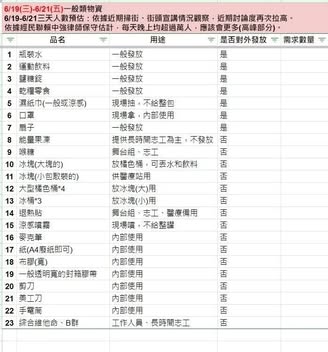 6/19(三)-6/21(五)一般類物資
6/19-6/21三天人數預估：依據近期掃街、街頭宣講情況觀察，近期討論度再次拉高。
依據經民聯賴中強律師保守估計，每天晚上均超過萬人，應該會更多(高峰部分)。
品名 用途 是否對外發放 需求數量
1 瓶裝水 一般發放 是
2 運動飲料 一般發放 是
3 鹽糖錠 一般發放 是
4 乾糧零食 一般發放 是
5 濕紙巾(一般或涼感) 現場抽，不給整包 是
6 口罩 現場拿，內部使用 是
7 扇子 一般發放 是
8 能量果凍 提供長時間志工為主，不發放 否
9 喉糖 舞台組、志工 否
10 冰塊(大塊的) 放橘色桶，可丟水和飲料 否
11 冰塊(小包散裝的) 供醫療站用 否
12 大型橘色桶*4 放冰塊(大)用 否
13 冰桶*3 放冰塊(小)用 否
14 退熱貼 舞台組、志工、醫療備用 否
15 涼感噴霧 現場噴，不給整罐 否
16 麥克筆 內部使用 否
17 紙(A4廢紙即可) 內部使用 否
18 布膠(寬) 內部使用 否
19 一般透明寬的封箱膠帶 內部使用 否
20 剪刀 內部使用 否
21 美工刀 內部使用 否
22 手電筒 內部使用 否
23 綜合維他命、B群 工作人員、長時間志工 否